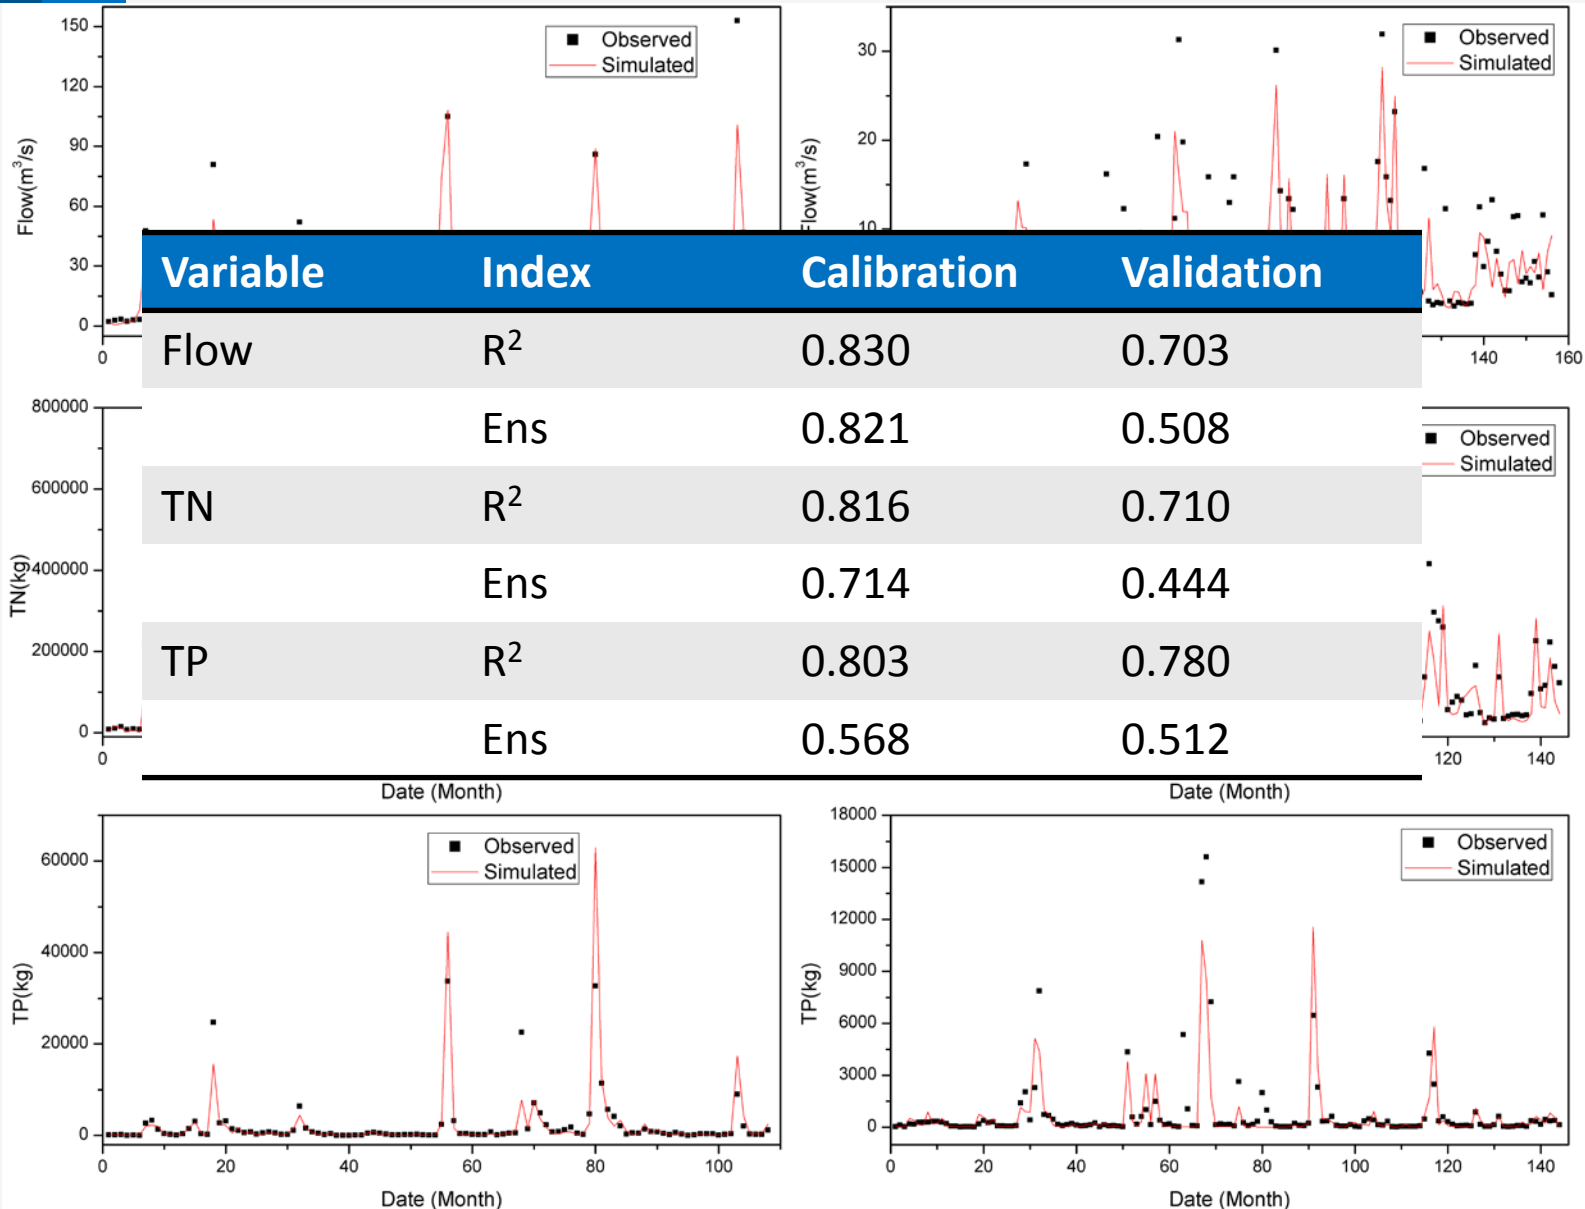 150
120
90
60
30
0
0
Flow(m³/s)
Observed
Simulated
30
20
10
Flow(m³/s)
Observed
Simulated
140
160
Variable Index Calibration Validation
Flow R² 0.830 0.703
Ens 0.821 0.508
TN R² 0.816 0.710
Ens 0.714 0.444
TP R² 0.803 0.780
Ens 0.568 0.512
800000
600000
400000
200000
0
0
TN(kg)
Date (Month)
Observed
Simulated
120
140
Date (Month)
60000
40000
20000
0
TP(kg)
Observed
Simulated
0 20 40 60 80 100
Date (Month)
18000
15000
12000
9000
6000
3000
0
TP(kg)
Observed
Simulated
0 20 40 60 80 100 120 140
Date (Month)